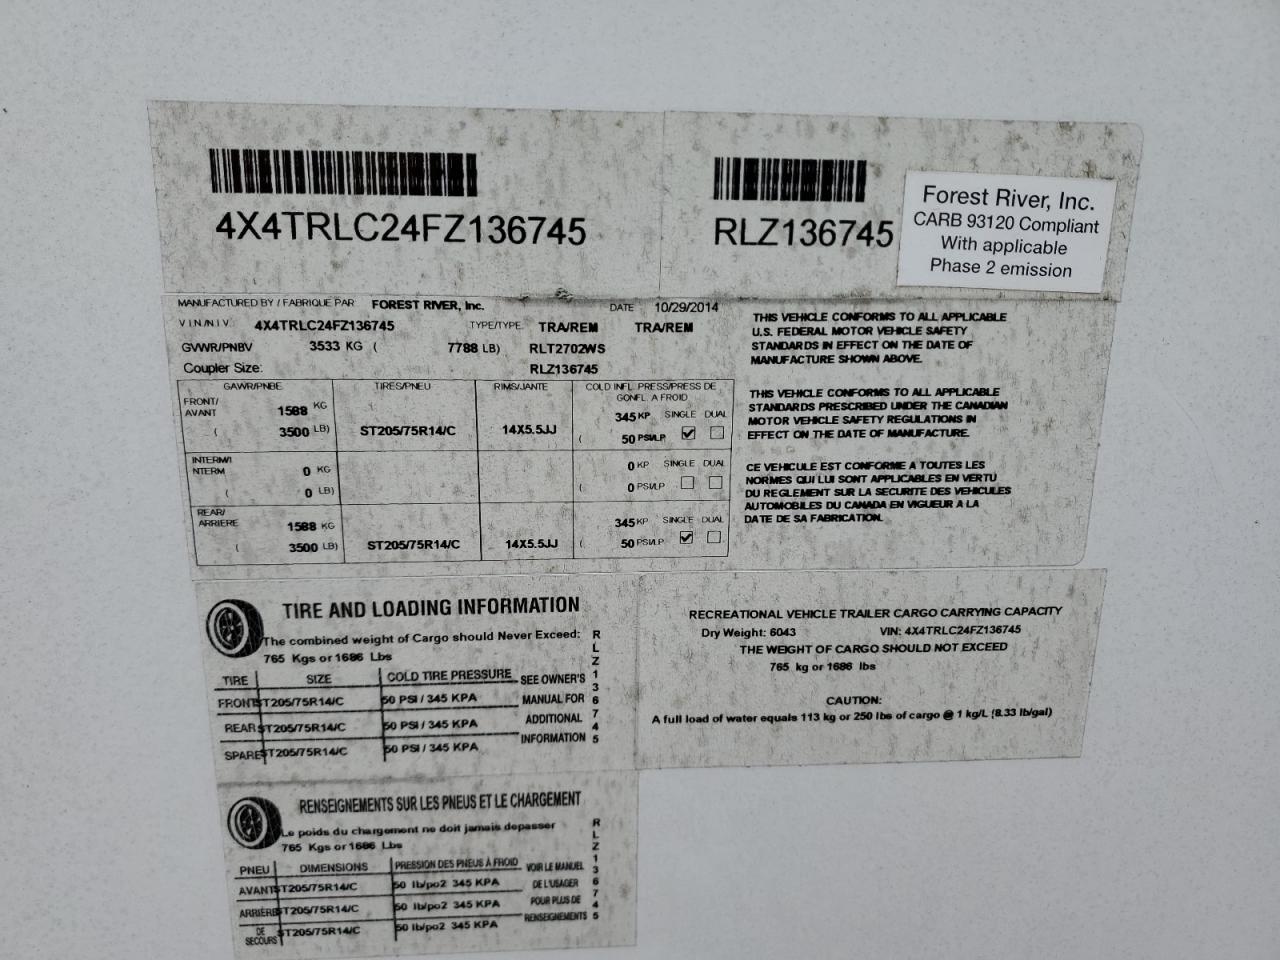 4X4TRLC24FZ136745
RLZ136745
Forest River, Inc.
CARB 93120 Compliant
With applicable
Phase 2 emission
MANUFACTURED BY / FABRIQUE PAR FOREST RIVER, Inc. DATE 10/29/2014
V I N/N I V: 4X4TRLC24FZ136745 TYPE/TYPE: TRA/REM TRA/REM
GVWR/PNBV 3533 KG ( 7788 LB) RLT2702WS
Coupler Size: RLZ136745
GAWR/PNBE TIRES/PNEU RIMS/JANTE COLD INFL. PRESS/PRESS DE
GONFL. A FROID
FRONT/
AVANT 1588 KG 345 KP SINGLE DUAL
( 3500 LB) ST205/75R14/C 14X5.5JJ ( 50 PSI/LP
INTERM/
INTERM 0 KG 0 KP SINGLE DUAL
( 0 LB) ( 0 PSI/LP
REAR/
ARRIERE 1588 KG 345 KP SINGLE DUAL
( 3500 LB) ST205/75R14/C 14X5.5JJ ( 50 PSI/LP
THIS VEHICLE CONFORMS TO ALL APPLICABLE
U.S. FEDERAL MOTOR VEHICLE SAFETY
STANDARDS IN EFFECT ON THE DATE OF
MANUFACTURE SHOWN ABOVE.
THIS VEHICLE CONFORMS TO ALL APPLICABLE
STANDARDS PRESCRIBED UNDER THE CANADIAN
MOTOR VEHICLE SAFETY REGULATIONS IN
EFFECT ON THE DATE OF MANUFACTURE.
CE VEHICULE EST CONFORME A TOUTES LES
NORMES QUI LUI SONT APPLICABLES EN VERTU
DU REGLEMENT SUR LA SECURITE DES VEHICULES
AUTOMOBILES DU CANADA EN VIGUEUR A LA
DATE DE SA FABRICATION.
TIRE AND LOADING INFORMATION
The combined weight of Cargo should Never Exceed:
765 Kgs or 1686 Lbs
TIRE SIZE COLD TIRE PRESSURE SEE OWNER'S
FRONT ST205/75R14/C 50 PSI / 345 KPA MANUAL FOR
REAR ST205/75R14/C 50 PSI / 345 KPA ADDITIONAL
SPARE ST205/75R14/C 50 PSI / 345 KPA INFORMATION
RLZ136745
RECREATIONAL VEHICLE TRAILER CARGO CARRYING CAPACITY
Dry Weight: 6043 VIN: 4X4TRLC24FZ136745
THE WEIGHT OF CARGO SHOULD NOT EXCEED
765 kg or 1686 lbs
CAUTION:
A full load of water equals 113 kg or 250 lbs of cargo @ 1 kg/L (8.33 lb/gal)
RENSEIGNEMENTS SUR LES PNEUS ET LE CHARGEMENT
Le poids du chargement ne doit jamais depasser
765 Kgs or 1686 Lbs
PNEU DIMENSIONS PRESSION DES PNEUS À FROID VOIR LE MANUEL
AVANT ST205/75R14/C 50 lb/po2 345 KPA DE L'USAGER
ARRIÈRE ST205/75R14/C 50 lb/po2 345 KPA POUR PLUS DE
DE
SECOURS ST205/75R14/C 50 lb/po2 345 KPA RENSEIGNEMENTS
RLZ136745